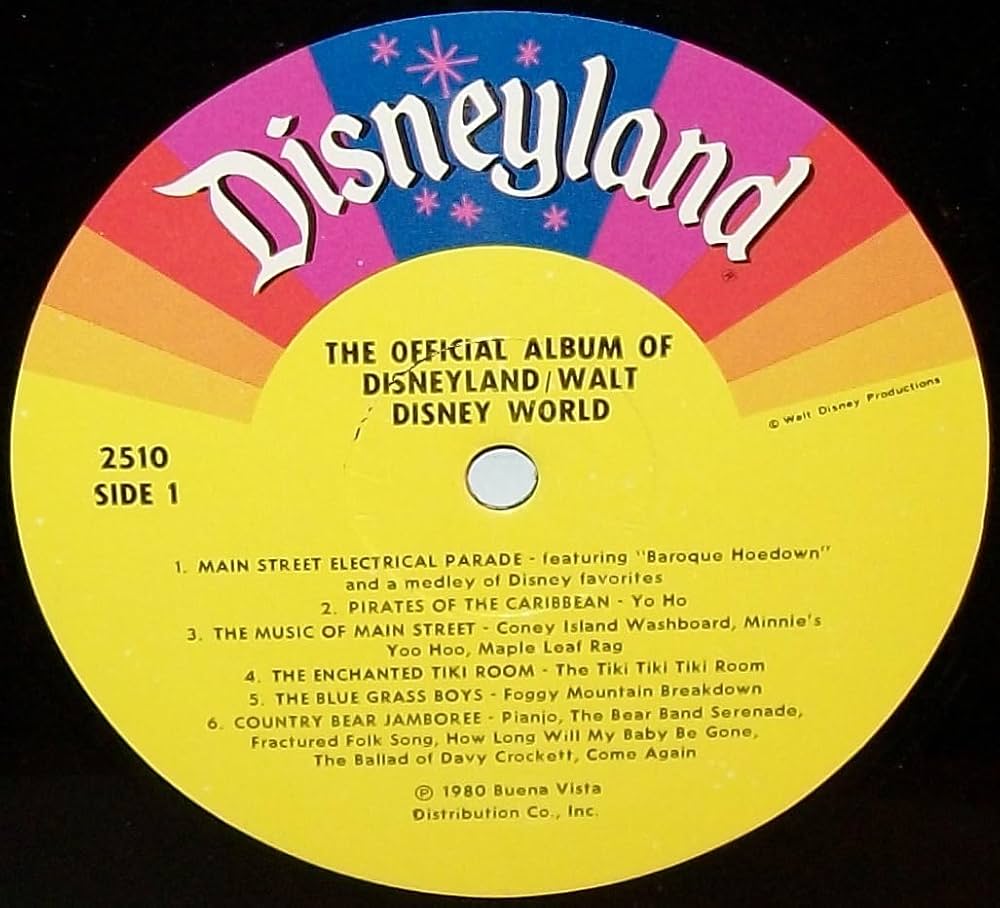 Disneyland
®
THE OFFICIAL ALBUM OF
DISNEYLAND/WALT
DISNEY WORLD
© Walt Disney Productions
2510
SIDE 1
1. MAIN STREET ELECTRICAL PARADE - featuring "Baroque Hoedown"
and a medley of Disney favorites
2. PIRATES OF THE CARIBBEAN - Yo Ho
3. THE MUSIC OF MAIN STREET - Coney Island Washboard, Minnie's
Yoo Hoo, Maple Leaf Rag
4. THE ENCHANTED TIKI ROOM - The Tiki Tiki Tiki Room
5. THE BLUE GRASS BOYS - Foggy Mountain Breakdown
6. COUNTRY BEAR JAMBOREE - Pianjo, The Bear Band Serenade,
Fractured Folk Song, How Long Will My Baby Be Gone,
The Ballad of Davy Crockett, Come Again
℗ 1980 Buena Vista
Distribution Co., Inc.